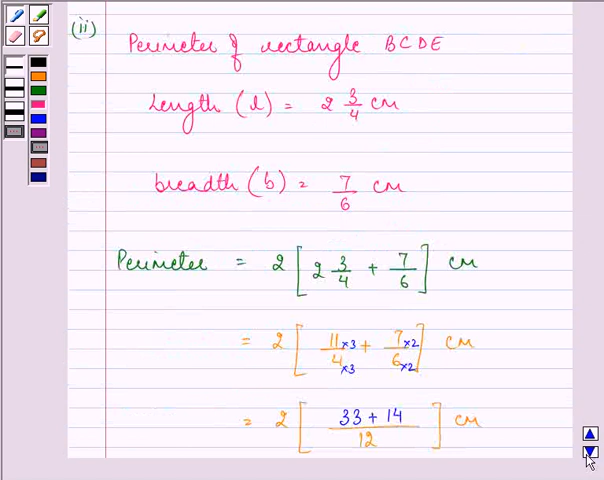 (ii)
Perimeter of rectangle BCDE
Length (l) = 2 3/4 cm
breadth (b) = 7/6 cm
Perimeter = 2 [ 2 3/4 + 7/6 ] cm
= 2 [ 11×3/4×3 + 7×2/6×2 ] cm
= 2 [ 33 + 14/12 ] cm